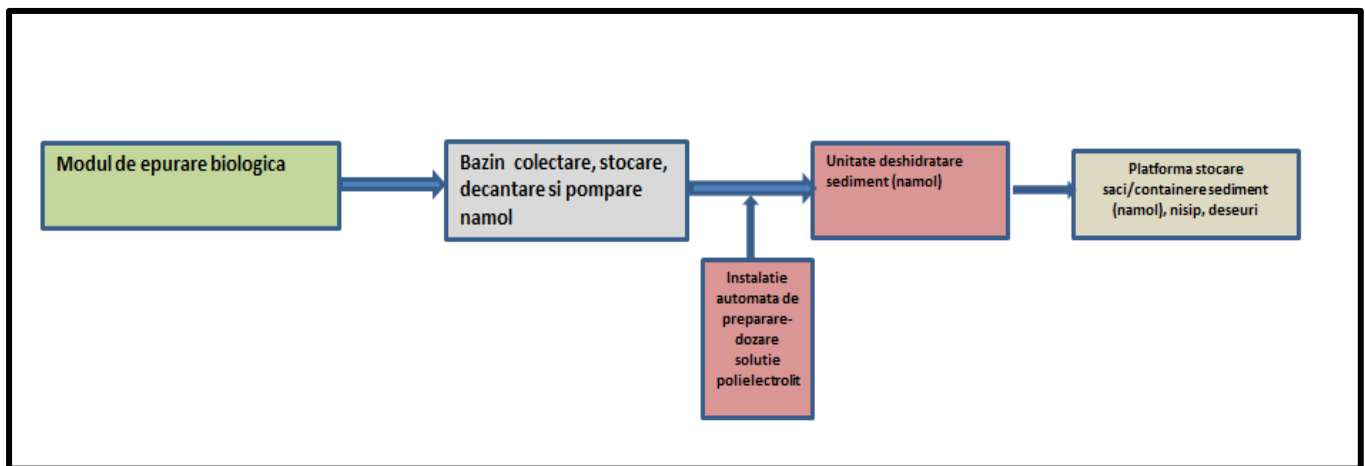 Modul de epurare biologica
Bazin colectare, stocare,
decantare si pompare
namol
Unitate deshidratare
sediment (namol)
Platforma stocare
saci/containere sediment
(namol), nisip, deseuri
Instalatie
automata de
preparare-
dozare
solutie
polielectrolit